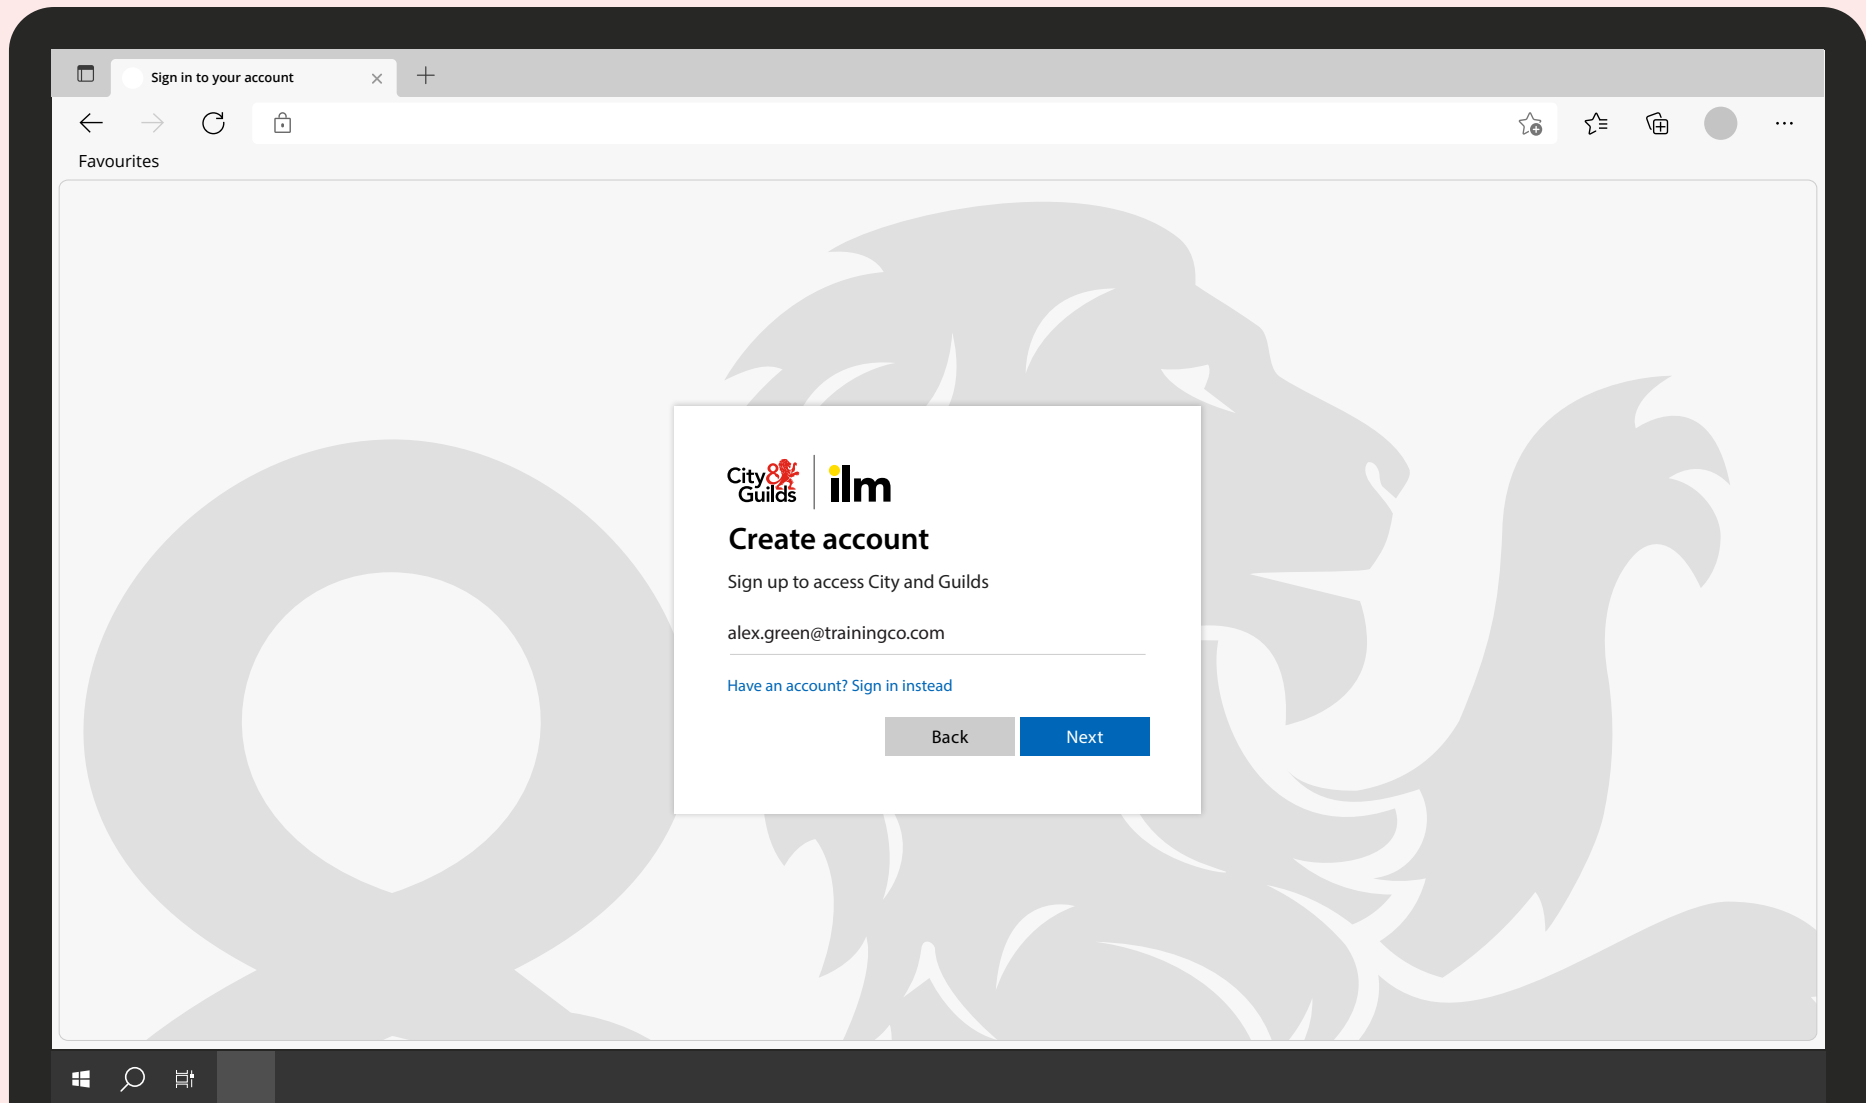 Sign in to your account
Favourites
City &
Guilds
ilm
Create account
Sign up to access City and Guilds
alex.green@trainingco.com
Have an account? Sign in instead
Back
Next